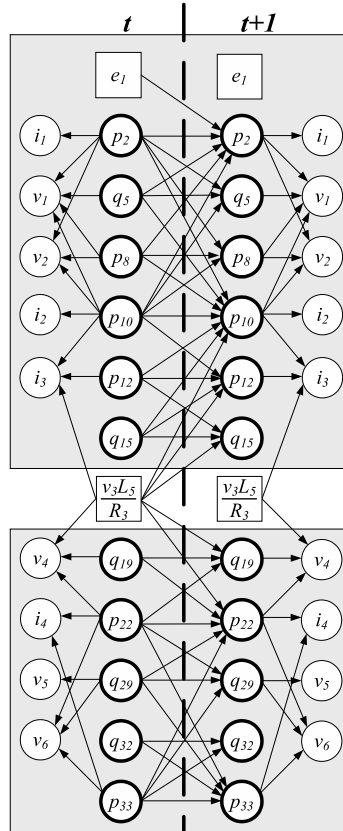 t t+1
e1 e1
i1 p2 p2 i1
v1 q5 q5 v1
v2 p8 p8 v2
i2 p10 p10 i2
i3 p12 p12 i3
q15 q15
v3L5 v3L5
R3 R3
v4 q19 q19 v4
i4 p22 p22 i4
v5 q29 q29 v5
v6 q32 q32 v6
p33 p33